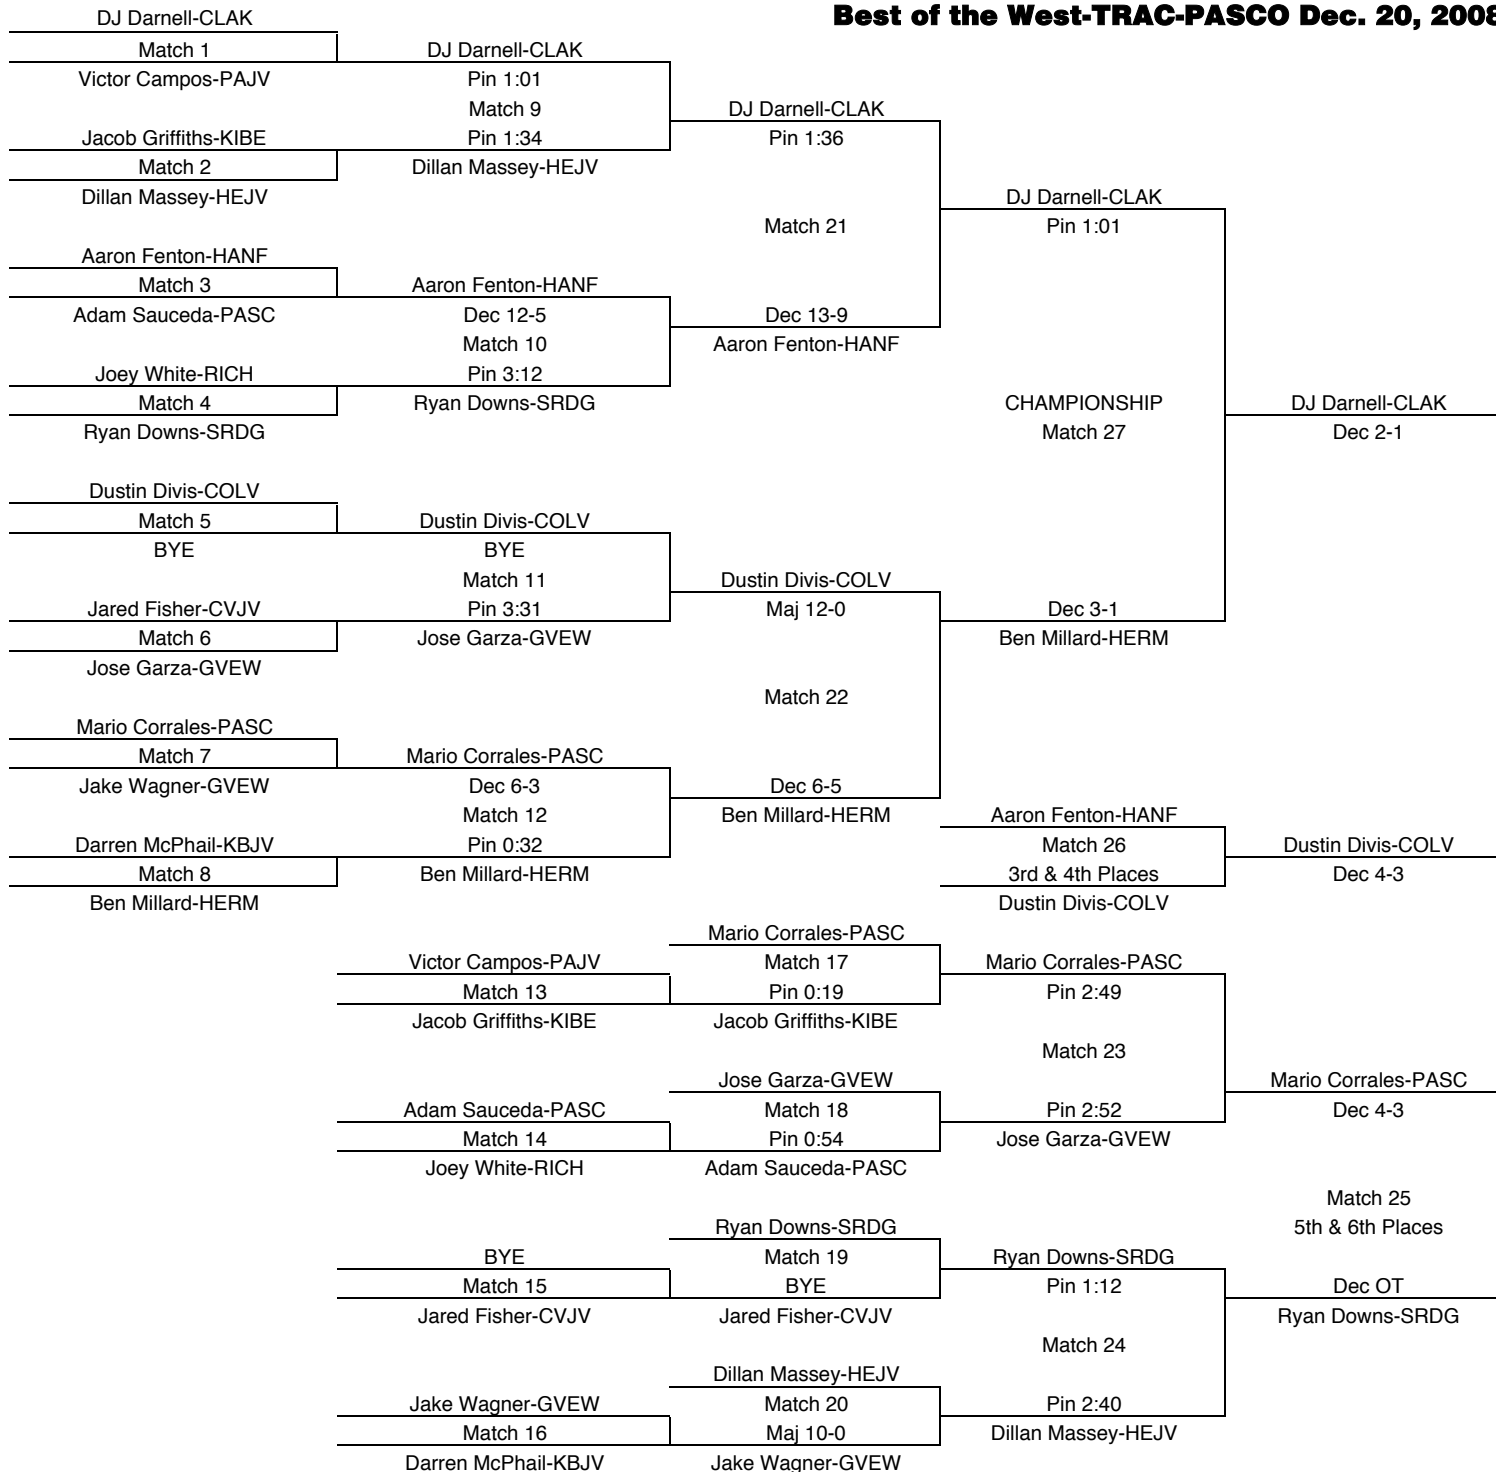 Best of the West-TRAC-PASCO Dec. 20, 2008
DJ Darnell-CLAK
Match 1
Victor Campos-PAJV
Jacob Griffiths-KIBE
Match 2
Dillan Massey-HEJV
Aaron Fenton-HANF
Match 3
Adam Sauceda-PASC
Joey White-RICH
Match 4
Ryan Downs-SRDG
Dustin Divis-COLV
Match 5
BYE
Jared Fisher-CVJV
Match 6
Jose Garza-GVEW
Mario Corrales-PASC
Match 7
Jake Wagner-GVEW
Darren McPhail-KBJV
Match 8
Ben Millard-HERM
DJ Darnell-CLAK
Pin 1:01
Match 9
Pin 1:34
Dillan Massey-HEJV
Aaron Fenton-HANF
Dec 12-5
Match 10
Pin 3:12
Ryan Downs-SRDG
Dustin Divis-COLV
BYE
Match 11
Pin 3:31
Jose Garza-GVEW
Mario Corrales-PASC
Dec 6-3
Match 12
Pin 0:32
Ben Millard-HERM
DJ Darnell-CLAK
Pin 1:36
Match 21
Dec 13-9
Aaron Fenton-HANF
Dustin Divis-COLV
Maj 12-0
Match 22
Dec 6-5
Ben Millard-HERM
DJ Darnell-CLAK
Pin 1:01
CHAMPIONSHIP
Match 27
Dec 3-1
Ben Millard-HERM
DJ Darnell-CLAK
Dec 2-1
Aaron Fenton-HANF
Match 26
3rd & 4th Places
Dustin Divis-COLV
Dustin Divis-COLV
Dec 4-3
Victor Campos-PAJV
Match 13
Jacob Griffiths-KIBE
Adam Sauceda-PASC
Match 14
Joey White-RICH
BYE
Match 15
Jared Fisher-CVJV
Jake Wagner-GVEW
Match 16
Darren McPhail-KBJV
Mario Corrales-PASC
Match 17
Pin 0:19
Jacob Griffiths-KIBE
Jose Garza-GVEW
Match 18
Pin 0:54
Adam Sauceda-PASC
Ryan Downs-SRDG
Match 19
BYE
Jared Fisher-CVJV
Dillan Massey-HEJV
Match 20
Maj 10-0
Jake Wagner-GVEW
Mario Corrales-PASC
Pin 2:49
Match 23
Pin 2:52
Jose Garza-GVEW
Ryan Downs-SRDG
Pin 1:12
Match 24
Pin 2:40
Dillan Massey-HEJV
Mario Corrales-PASC
Dec 4-3
Match 25
5th & 6th Places
Dec OT
Ryan Downs-SRDG